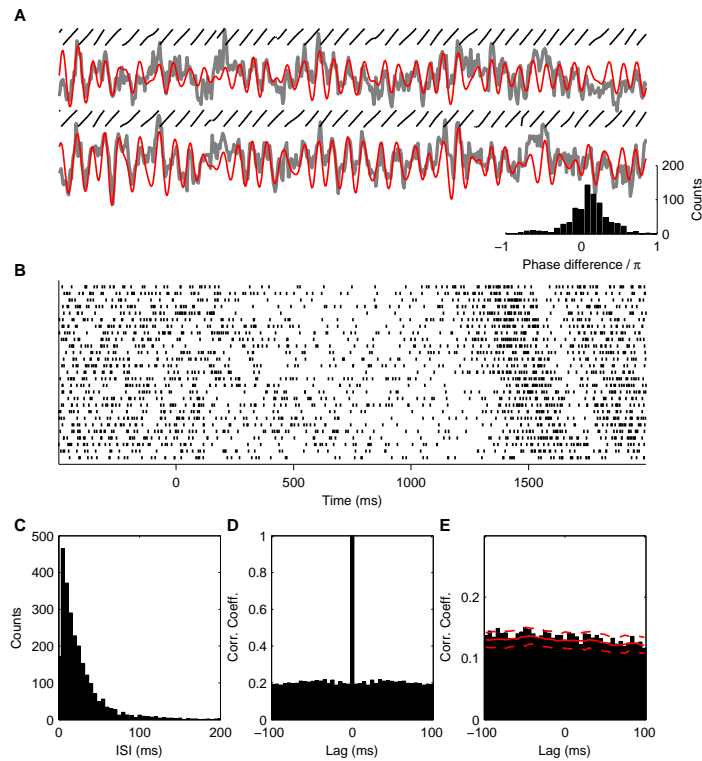 A
200
100
0
Counts
−1 0 1
Phase difference / π
B
0 500 1000 1500
Time (ms)
C
500
400
300
200
100
0
Counts
0 100 200
ISI (ms)
D
1
0.8
0.6
0.4
0.2
0
Corr. Coeff.
−100 0 100
Lag (ms)
E
0.2
0.1
0
Corr. Coeff.
−100 0 100
Lag (ms)